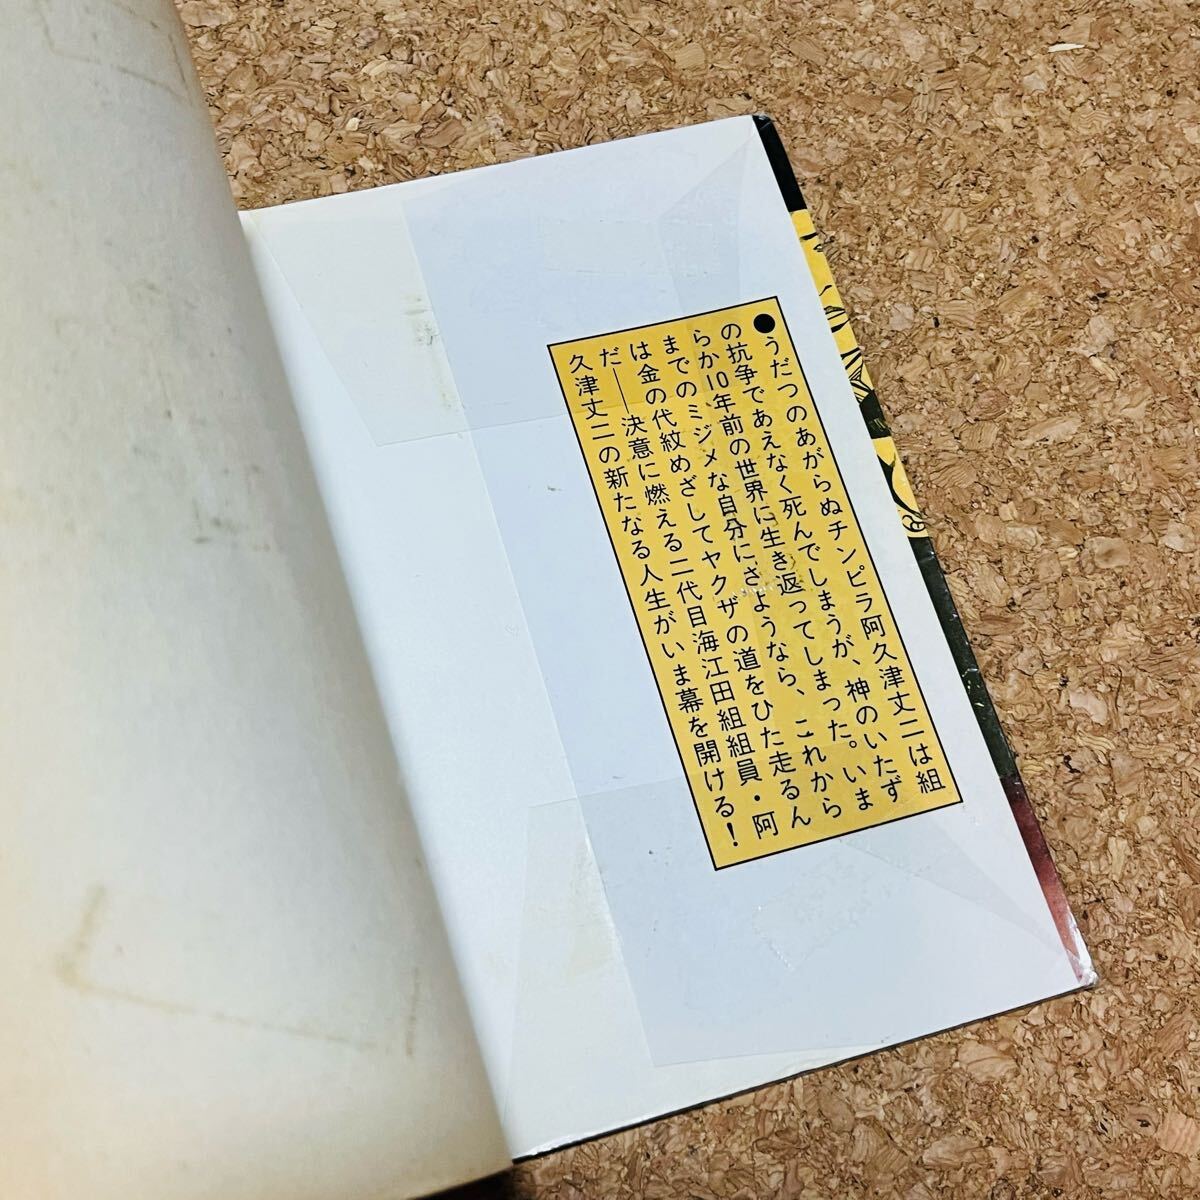 ●うだつのあがらぬチンピラ阿久津丈二は組
の抗争であえなく死んでしまうが、神のいたず
らか10年前の世界に生き返ってしまった。いま
までのミジメな自分にさようなら、これから
は金の代紋めざしてヤクザの道をひた走るん
だ――決意に燃える二代目海江田組組員・阿
久津丈二の新たなる人生がいま幕を開ける！